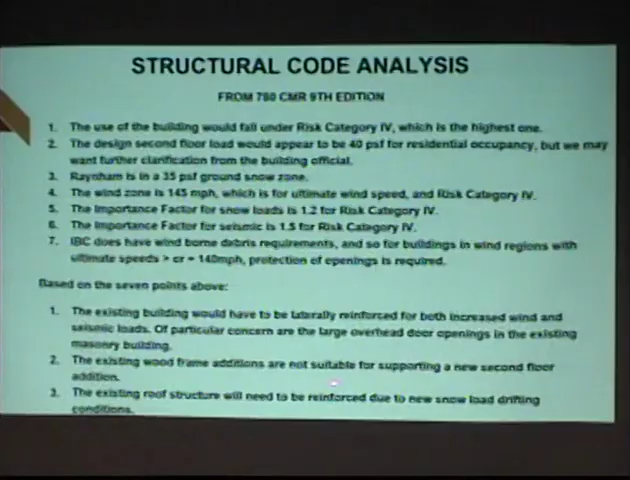 STRUCTURAL CODE ANALYSIS
FROM 780 CMR 9TH EDITION
1. The use of the building would fall under Risk Category IV, which is the highest one.
2. The design second floor load would appear to be 40 psf for residential occupancy, but we may
want further clarification from the building official.
3. Raynham is in a 35 psf ground snow zone.
4. The wind zone is 145 mph, which is for ultimate wind speed, and Risk Category IV.
5. The Importance Factor for snow loads is 1.2 for Risk Category IV.
6. The Importance Factor for seismic is 1.5 for Risk Category IV.
7. IBC does have wind borne debris requirements, and so for buildings in wind regions with
ultimate speeds > or = 140mph, protection of openings is required.
Based on the seven points above:
1. The existing building would have to be laterally reinforced for both increased wind and
seismic loads. Of particular concern are the large overhead door openings in the existing
masonry building.
2. The existing wood frame additions are not suitable for supporting a new second floor
addition.
3. The existing roof structure will need to be reinforced due to new snow load drifting
conditions.